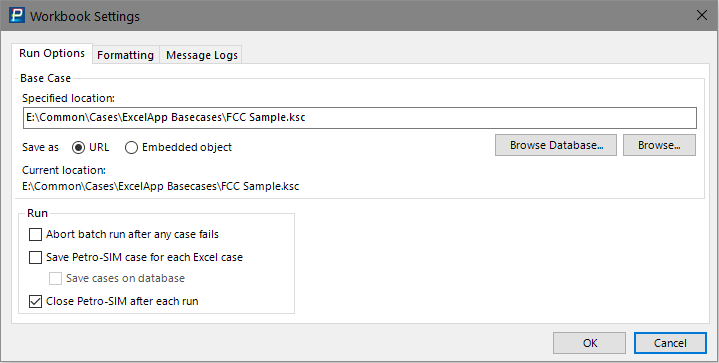 Workbook Settings
Run Options Formatting Message Logs
Base Case
Specified location:
E:\Common\Cases\ExcelApp Basecases\FCC Sample.ksc
Save as URL Embedded object Browse Database... Browse...
Current location:
E:\Common\Cases\ExcelApp Basecases\FCC Sample.ksc
Run
Abort batch run after any case fails
Save Petro-SIM case for each Excel case
Save cases on database
Close Petro-SIM after each run
OK Cancel